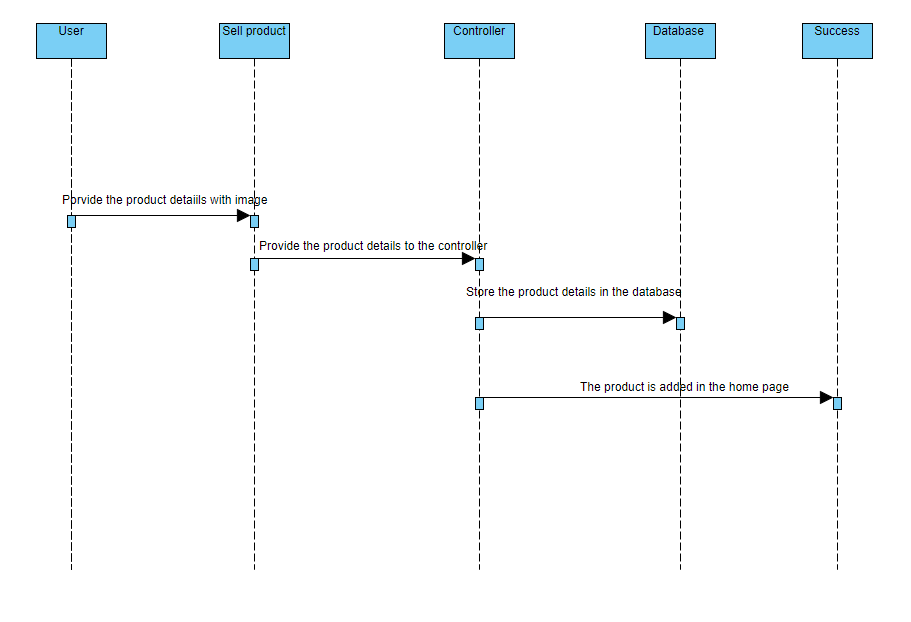 User
Sell product
Controller
Database
Success
Porvide the product detaiils with image
Provide the product details to the controller
Store the product details in the database
The product is added in the home page